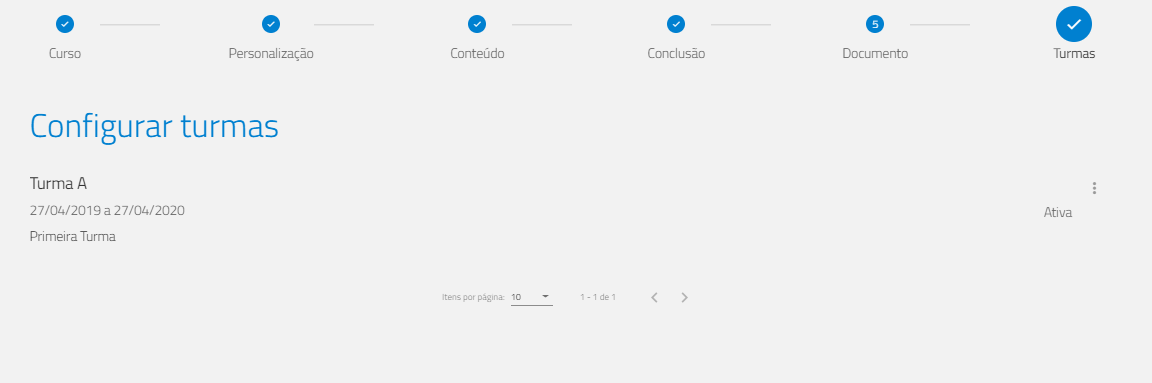 5
Curso
Personalização
Conteúdo
Conclusão
Documento
Turmas
Configurar turmas
Turma A
27/04/2019 a 27/04/2020
Ativa
Primeira Turma
Itens por página: 10 1 - 1 de 1